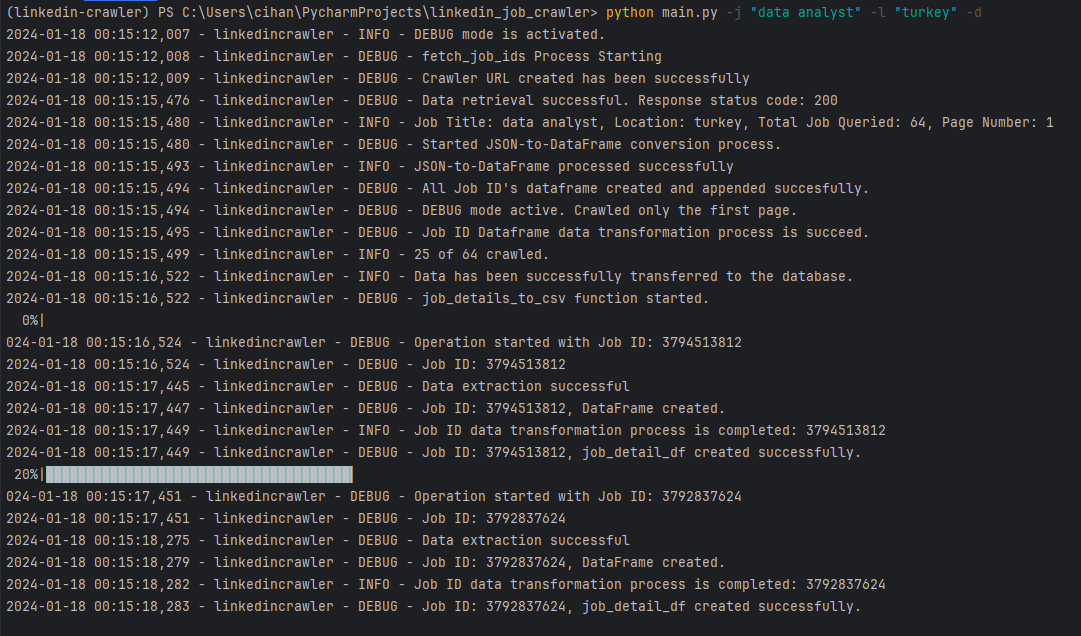 (linkedin-crawler) PS C:\Users\cihan\PycharmProjects\linkedin_job_crawler> python main.py -j "data analyst" -l "turkey" -d
2024-01-18 00:15:12,007 - linkedincrawler - INFO - DEBUG mode is activated.
2024-01-18 00:15:12,008 - linkedincrawler - DEBUG - fetch_job_ids Process Starting
2024-01-18 00:15:12,009 - linkedincrawler - DEBUG - Crawler URL created has been successfully
2024-01-18 00:15:15,476 - linkedincrawler - DEBUG - Data retrieval successful. Response status code: 200
2024-01-18 00:15:15,480 - linkedincrawler - INFO - Job Title: data analyst, Location: turkey, Total Job Queried: 64, Page Number: 1
2024-01-18 00:15:15,480 - linkedincrawler - DEBUG - Started JSON-to-DataFrame conversion process.
2024-01-18 00:15:15,493 - linkedincrawler - INFO - JSON-to-DataFrame processed successfully
2024-01-18 00:15:15,494 - linkedincrawler - DEBUG - All Job ID's dataframe created and appended succesfully.
2024-01-18 00:15:15,494 - linkedincrawler - DEBUG - DEBUG mode active. Crawled only the first page.
2024-01-18 00:15:15,495 - linkedincrawler - DEBUG - Job ID Dataframe data transformation process is succeed.
2024-01-18 00:15:15,499 - linkedincrawler - INFO - 25 of 64 crawled.
2024-01-18 00:15:16,522 - linkedincrawler - INFO - Data has been successfully transferred to the database.
2024-01-18 00:15:16,522 - linkedincrawler - DEBUG - job_details_to_csv function started.
0%|
024-01-18 00:15:16,524 - linkedincrawler - DEBUG - Operation started with Job ID: 3794513812
2024-01-18 00:15:16,524 - linkedincrawler - DEBUG - Job ID: 3794513812
2024-01-18 00:15:17,445 - linkedincrawler - DEBUG - Data extraction successful
2024-01-18 00:15:17,447 - linkedincrawler - DEBUG - Job ID: 3794513812, DataFrame created.
2024-01-18 00:15:17,449 - linkedincrawler - INFO - Job ID data transformation process is completed: 3794513812
2024-01-18 00:15:17,449 - linkedincrawler - DEBUG - Job ID: 3794513812, job_detail_df created successfully.
20%|
024-01-18 00:15:17,451 - linkedincrawler - DEBUG - Operation started with Job ID: 3792837624
2024-01-18 00:15:17,451 - linkedincrawler - DEBUG - Job ID: 3792837624
2024-01-18 00:15:18,275 - linkedincrawler - DEBUG - Data extraction successful
2024-01-18 00:15:18,279 - linkedincrawler - DEBUG - Job ID: 3792837624, DataFrame created.
2024-01-18 00:15:18,282 - linkedincrawler - INFO - Job ID data transformation process is completed: 3792837624
2024-01-18 00:15:18,283 - linkedincrawler - DEBUG - Job ID: 3792837624, job_detail_df created successfully.